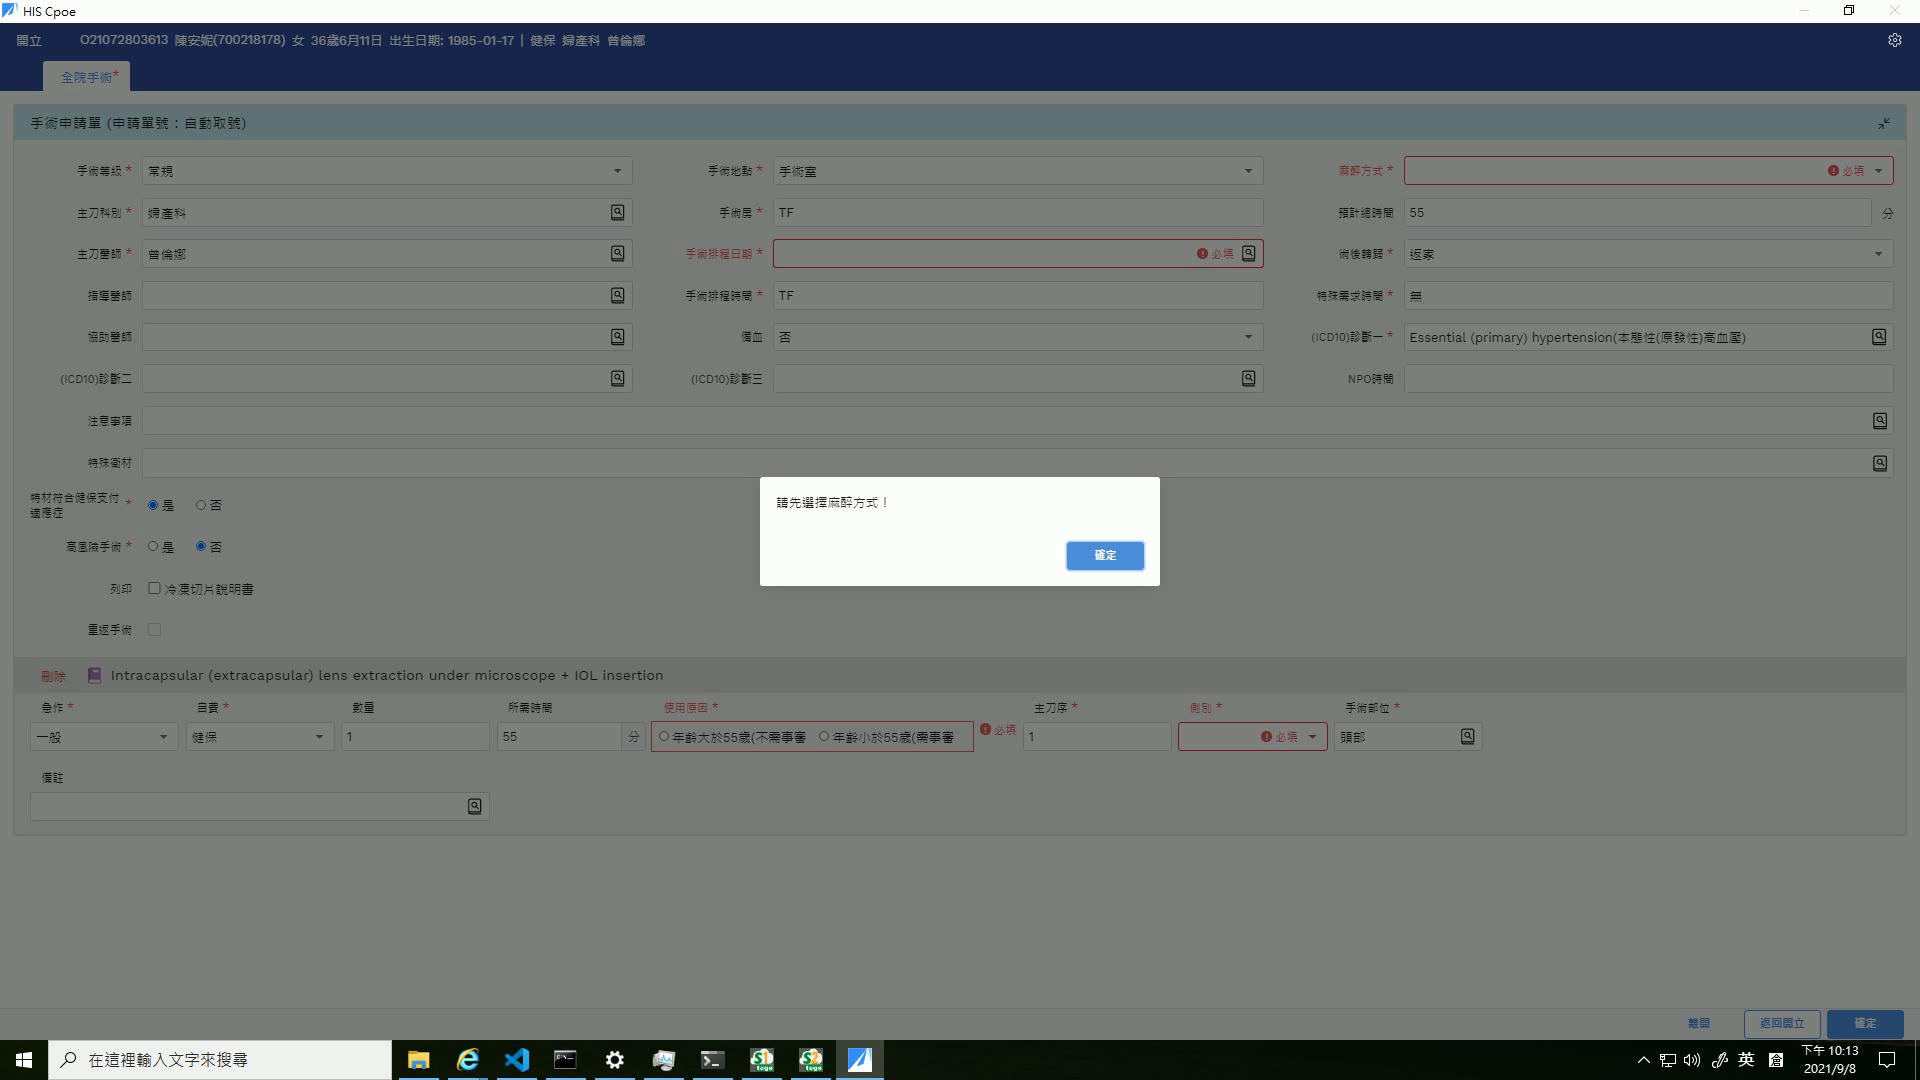 HIS Cpoe
開立 O21072803613 陳安妮(700218178) 女 36歲6月11日 出生日期: 1985-01-17 | 健保 婦產科 曾倫娜
全院手術*
手術申請單 (申請單號：自動取號)
手術等級 * 常規 手術地點 * 手術室 麻醉方式 * 必填
主刀科別 * 婦產科 手術房 * TF 預計總時間 55 分
主刀醫師 * 曾倫娜 手術排程日期 * 必填 術後轉歸 * 返家
指導醫師 手術排程時間 * TF 特殊需求時間 * 無
協助醫師 備血 否 (ICD10)診斷一 * Essential (primary) hypertension(本態性(原發性)高血壓)
(ICD10)診斷二 (ICD10)診斷三 NPO時間
注意事項
特殊衛材
特材符合健保支付適應症 * 是 否
高風險手術 * 是 否
列印 冷凍切片說明書
重返手術
請先選擇麻醉方式！
確定
刪除 Intracapsular (extracapsular) lens extraction under microscope + IOL insertion
急作 * 自費 * 數量 所需時間 使用原因 * 主刀序 * 側別 * 手術部位 *
一般 健保 1 55 分 年齡大於55歲(不需事審 年齡小於55歲(需事審 必填 1 必填 頭部
備註
離開 返回開立 確定
在這裡輸入文字來搜尋
S1
toga
S2
toga
英
倉
下午 10:13
2021/9/8